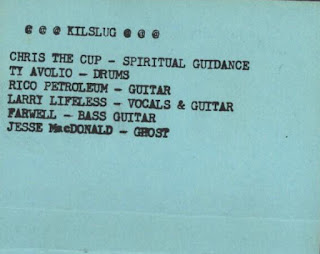 @ @ @ KILSLUG @ @ @
CHRIS THE CUP - SPIRITUAL GUIDANCE
TY AVOLIO - DRUMS
RICO PETROLEUM - GUITAR
LARRY LIFELESS - VOCALS & GUITAR
FARWELL - BASS GUITAR
JESSE MacDONALD - GHOST